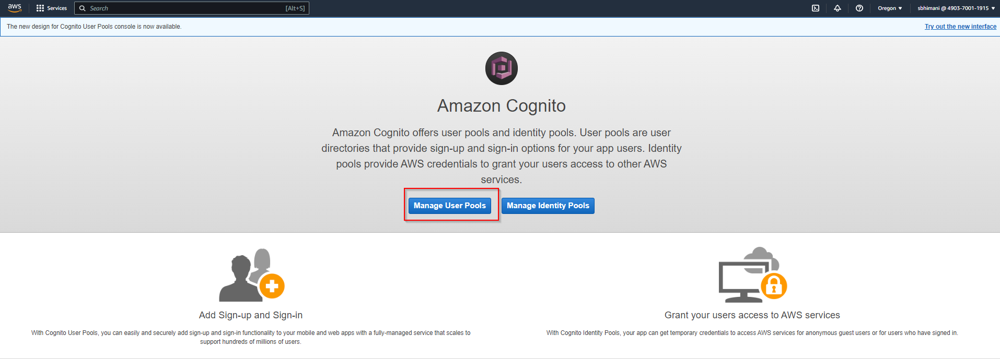 aws
Services
Search
[Alt+S]
Oregon ▼
sbhimani @ 4903-7001-1915 ▼
The new design for Cognito User Pools console is now available.
Try out the new interface
Amazon Cognito
Amazon Cognito offers user pools and identity pools. User pools are user
directories that provide sign-up and sign-in options for your app users. Identity
pools provide AWS credentials to grant your users access to other AWS
services.
Manage User Pools
Manage Identity Pools
Add Sign-up and Sign-in
With Cognito User Pools, you can easily and securely add sign-up and sign-in functionality to your mobile and web apps with a fully-managed service that scales to
support hundreds of millions of users.
Grant your users access to AWS services
With Cognito Identity Pools, your app can get temporary credentials to access AWS services for anonymous guest users or for users who have signed in.